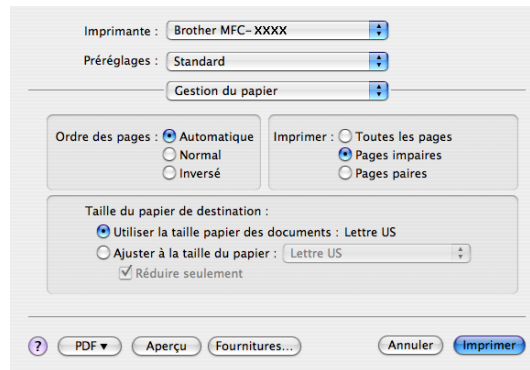 Imprimante : Brother MFC-XXXX
Préréglages : Standard
Gestion du papier
Ordre des pages : Automatique Imprimer : Toutes les pages
Normal Pages impaires
Inversé Pages paires
Taille du papier de destination :
Utiliser la taille papier des documents : Lettre US
Ajuster à la taille du papier : Lettre US
Réduire seulement
? PDF ▼ Aperçu Fournitures... Annuler Imprimer